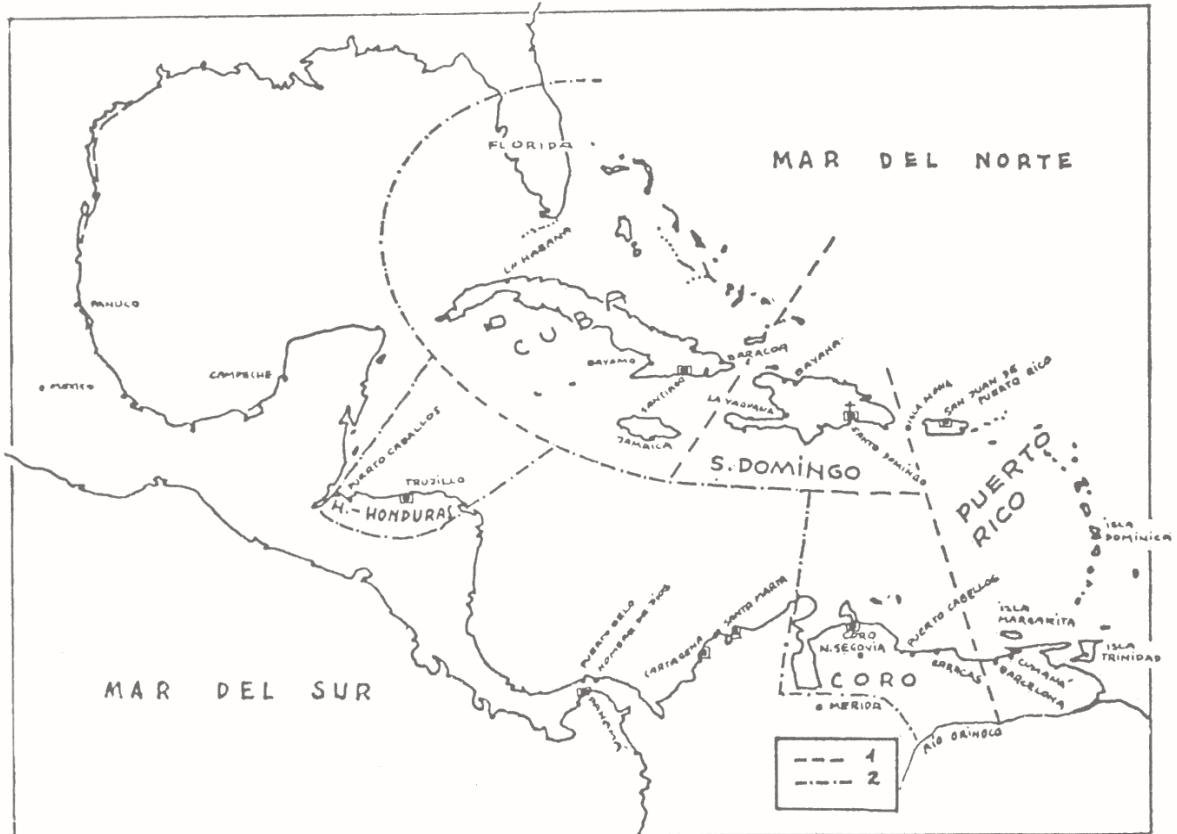 FLORIDA
MAR DEL NORTE
LA HABANA
PANUCO
CUBA
MEXICO
CAMPECHE
BAYAMO
BARACOA
BAYAHA
SANTIAGO
LA YAGUANA
ISLA MONA
SAN JUAN DE
PUERTO RICO
JAMAICA
SANTO DOMINGO
S. DOMINGO
PUERTO CABALLOS
TRUJILLO
H.-HONDURAS
PUERTO
RICO
ISLA
DOMINICA
PUERTO BELO
NOMBRE DE DIOS
SANTA MARTA
CARTAGENA
PANAMA
CORO
N. SEGOVIA
PUERTO CABELLOS
ISLA
MARGARITA
ISLA
TRINIDAD
CARACAS
CUMANA
BARCELONA
CORO
MERIDA
RIO ORINOCO
MAR DEL SUR
1
2